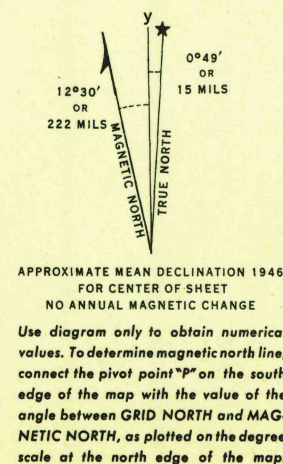 y
0°49′
OR
15 MILS
12°30′
OR
222 MILS
MAGNETIC NORTH
TRUE NORTH
APPROXIMATE MEAN DECLINATION 1946
FOR CENTER OF SHEET
NO ANNUAL MAGNETIC CHANGE
Use diagram only to obtain numerica
values. To determine magnetic north line,
connect the pivot point "P" on the south
edge of the map with the value of the
angle between GRID NORTH and MAG-
NETIC NORTH, as plotted on the degree
scale at the north edge of the map.